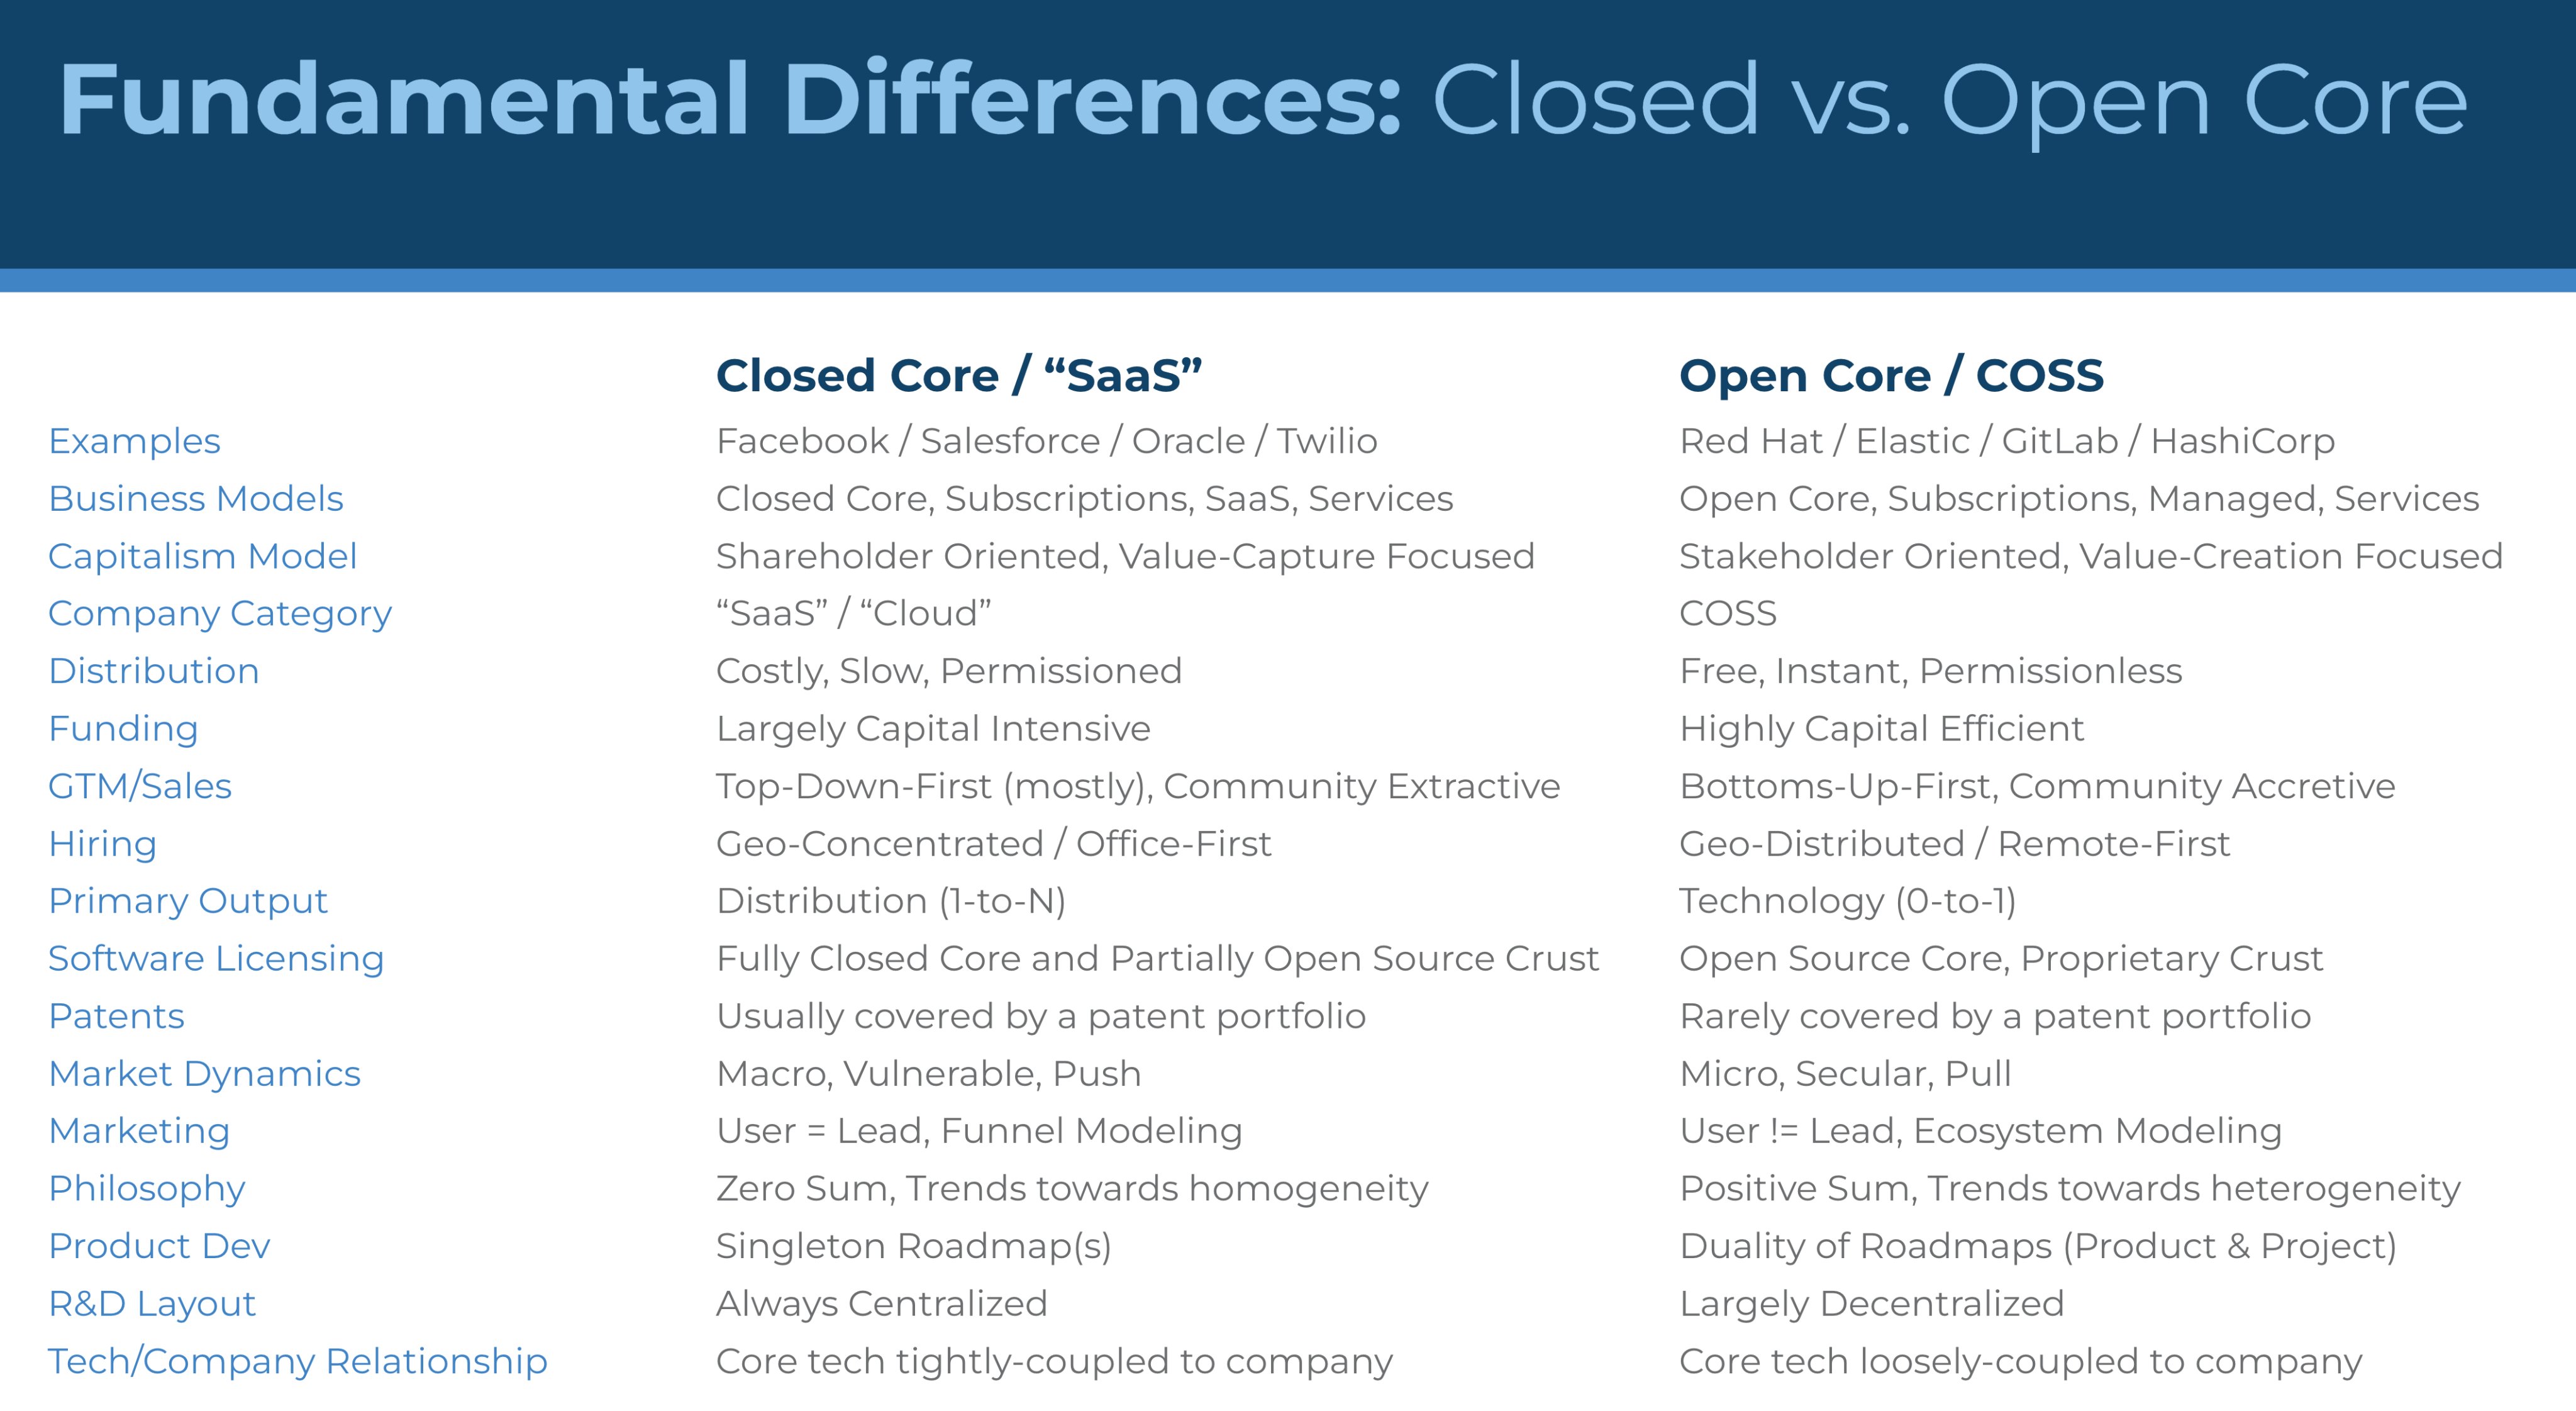 Fundamental Differences: Closed vs. Open Core
Closed Core / “SaaS” Open Core / COSS
Examples Facebook / Salesforce / Oracle / Twilio Red Hat / Elastic / GitLab / HashiCorp
Business Models Closed Core, Subscriptions, SaaS, Services Open Core, Subscriptions, Managed, Services
Capitalism Model Shareholder Oriented, Value-Capture Focused Stakeholder Oriented, Value-Creation Focused
Company Category “SaaS” / “Cloud” COSS
Distribution Costly, Slow, Permissioned Free, Instant, Permissionless
Funding Largely Capital Intensive Highly Capital Efficient
GTM/Sales Top-Down-First (mostly), Community Extractive Bottoms-Up-First, Community Accretive
Hiring Geo-Concentrated / Office-First Geo-Distributed / Remote-First
Primary Output Distribution (1-to-N) Technology (0-to-1)
Software Licensing Fully Closed Core and Partially Open Source Crust Open Source Core, Proprietary Crust
Patents Usually covered by a patent portfolio Rarely covered by a patent portfolio
Market Dynamics Macro, Vulnerable, Push Micro, Secular, Pull
Marketing User = Lead, Funnel Modeling User != Lead, Ecosystem Modeling
Philosophy Zero Sum, Trends towards homogeneity Positive Sum, Trends towards heterogeneity
Product Dev Singleton Roadmap(s) Duality of Roadmaps (Product & Project)
R&D Layout Always Centralized Largely Decentralized
Tech/Company Relationship Core tech tightly-coupled to company Core tech loosely-coupled to company